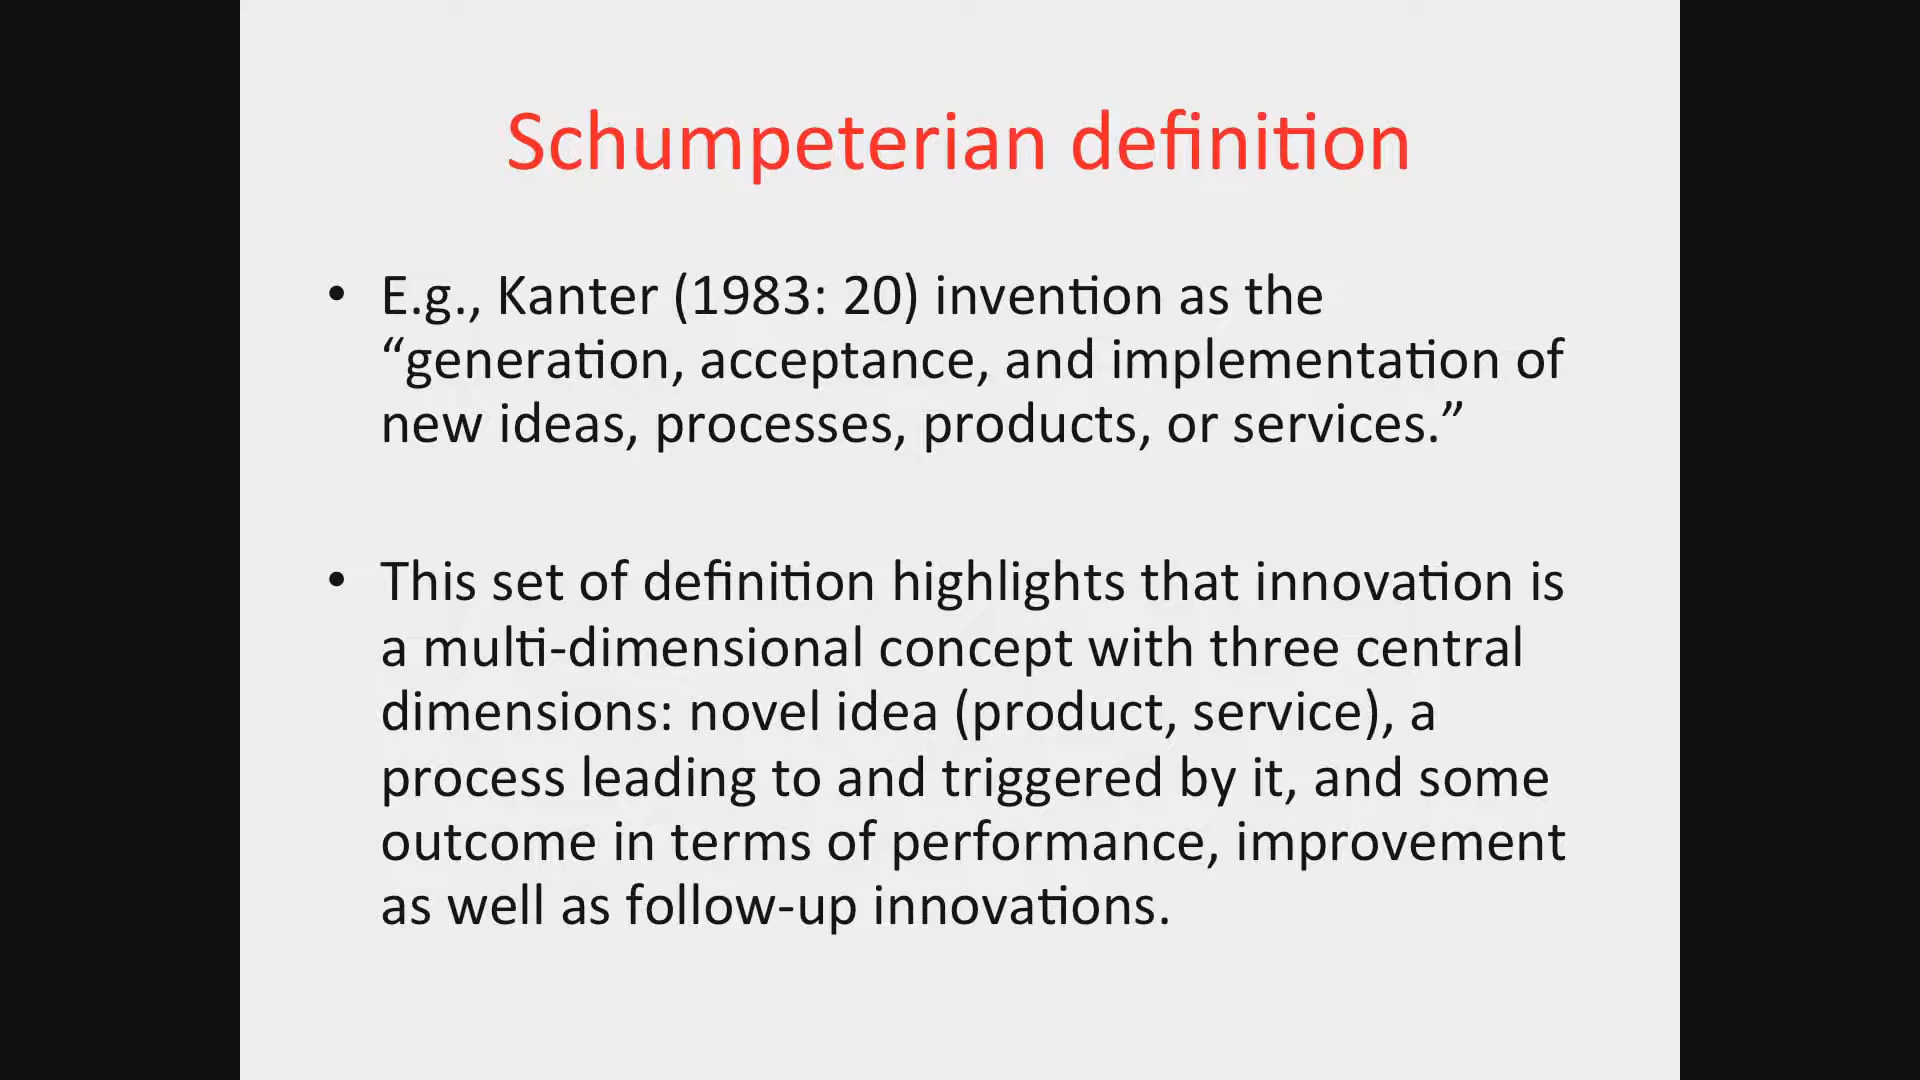 Schumpeterian definition
• E.g., Kanter (1983: 20) invention as the
“generation, acceptance, and implementation of
new ideas, processes, products, or services.”
• This set of definition highlights that innovation is
a multi-dimensional concept with three central
dimensions: novel idea (product, service), a
process leading to and triggered by it, and some
outcome in terms of performance, improvement
as well as follow-up innovations.